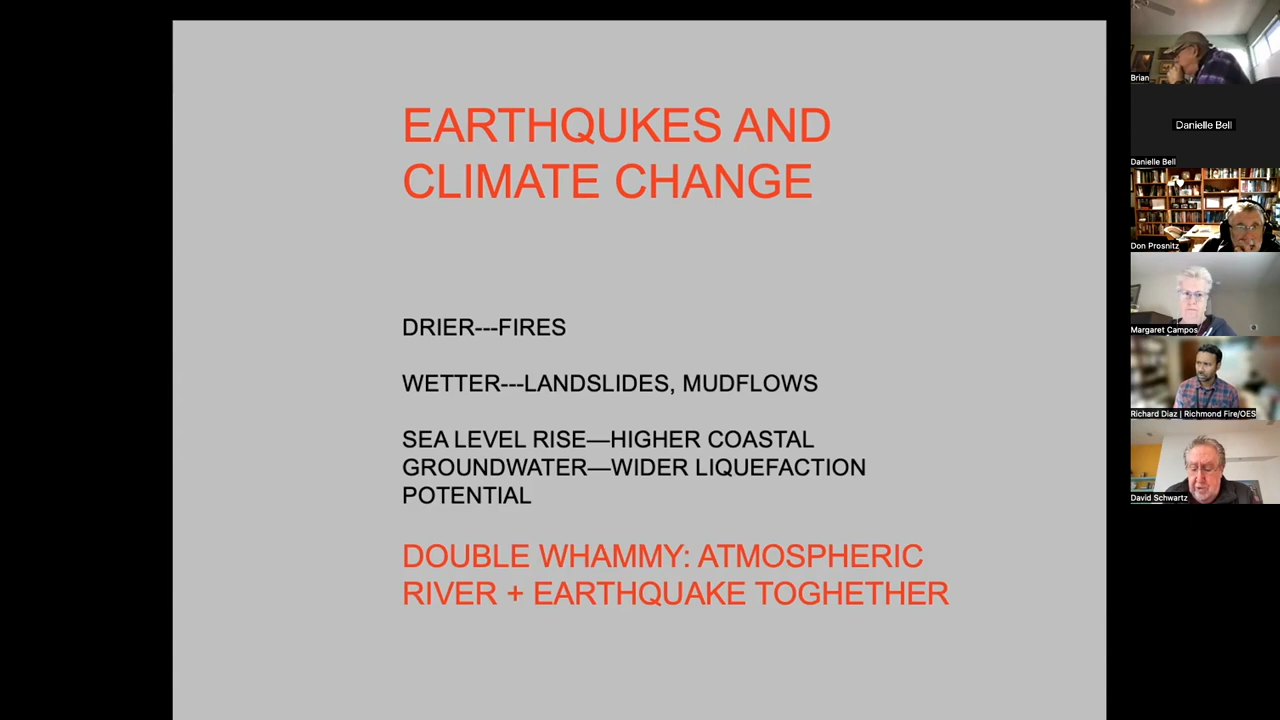 EARTHQUKES AND
CLIMATE CHANGE
DRIER---FIRES
WETTER---LANDSLIDES, MUDFLOWS
SEA LEVEL RISE—HIGHER COASTAL
GROUNDWATER—WIDER LIQUEFACTION
POTENTIAL
DOUBLE WHAMMY: ATMOSPHERIC
RIVER + EARTHQUAKE TOGHETHER
Brian
Danielle Bell
Danielle Bell
Don Prosnitz
Margaret Campos
Richard Diaz | Richmond Fire/OES
David Schwartz